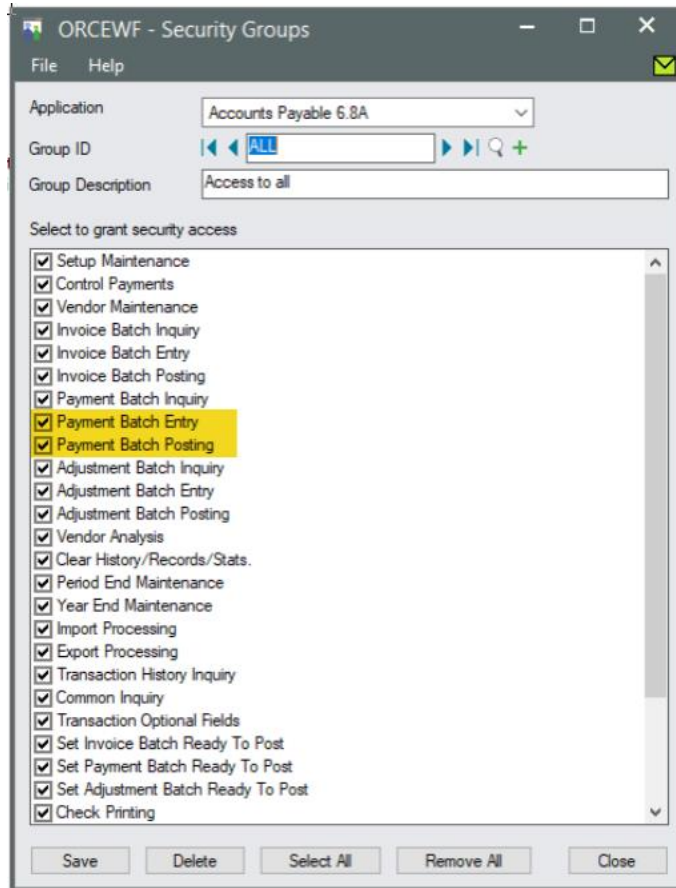 ORCEWF - Security Groups
File Help
Application Accounts Payable 6.8A
Group ID ALL
Group Description Access to all
Select to grant security access
Setup Maintenance
Control Payments
Vendor Maintenance
Invoice Batch Inquiry
Invoice Batch Entry
Invoice Batch Posting
Payment Batch Inquiry
Payment Batch Entry
Payment Batch Posting
Adjustment Batch Inquiry
Adjustment Batch Entry
Adjustment Batch Posting
Vendor Analysis
Clear History/Records/Stats.
Period End Maintenance
Year End Maintenance
Import Processing
Export Processing
Transaction History Inquiry
Common Inquiry
Transaction Optional Fields
Set Invoice Batch Ready To Post
Set Payment Batch Ready To Post
Set Adjustment Batch Ready To Post
Check Printing
Save Delete Select All Remove All Close